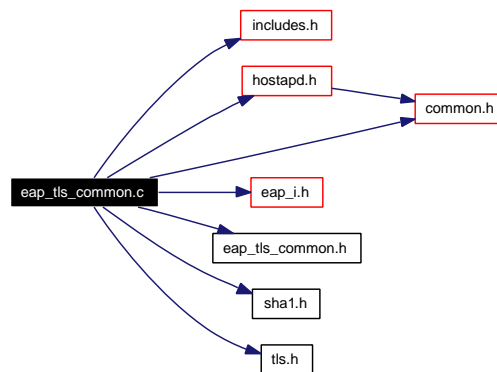 includes.h
hostapd.h
common.h
eap_tls_common.c
eap_i.h
eap_tls_common.h
sha1.h
tls.h